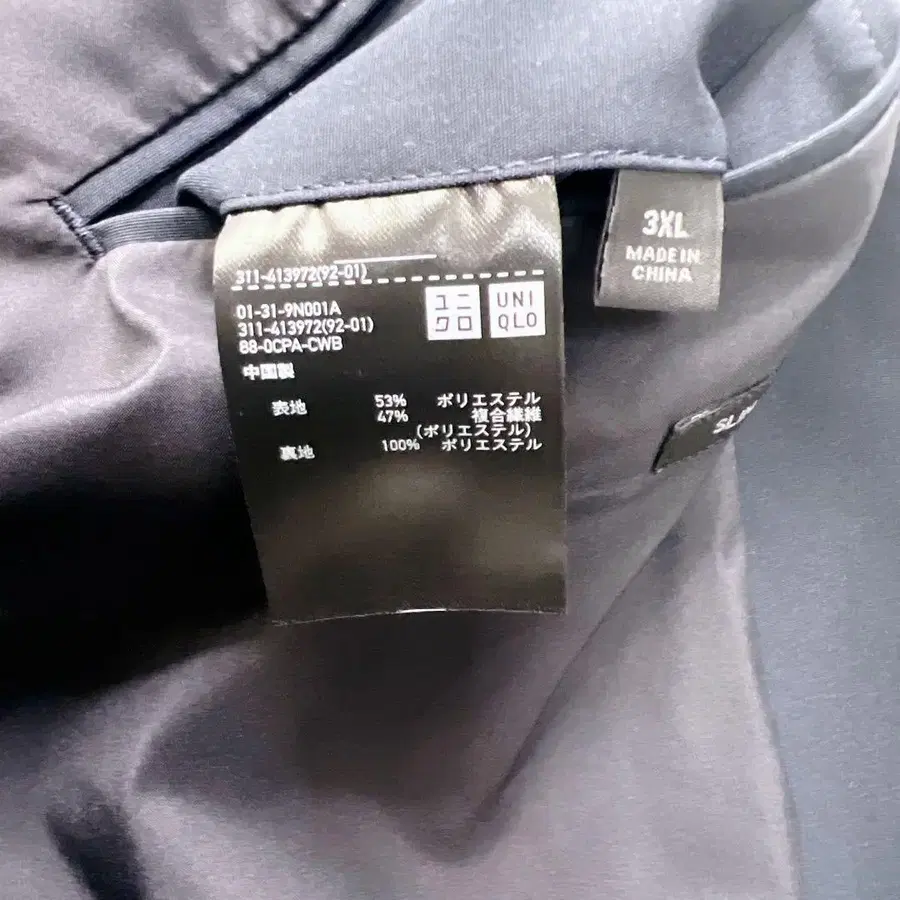 311-413972(92-01)
01-31-9N001A
311-413972(92-01)
88-0CPA-CWB
中国製
ユニ
クロ
UNI
QLO
表地 53% ポリエステル
47% 複合繊維
(ポリエステル)
裏地 100% ポリエステル
3XL
MADE IN
CHINA